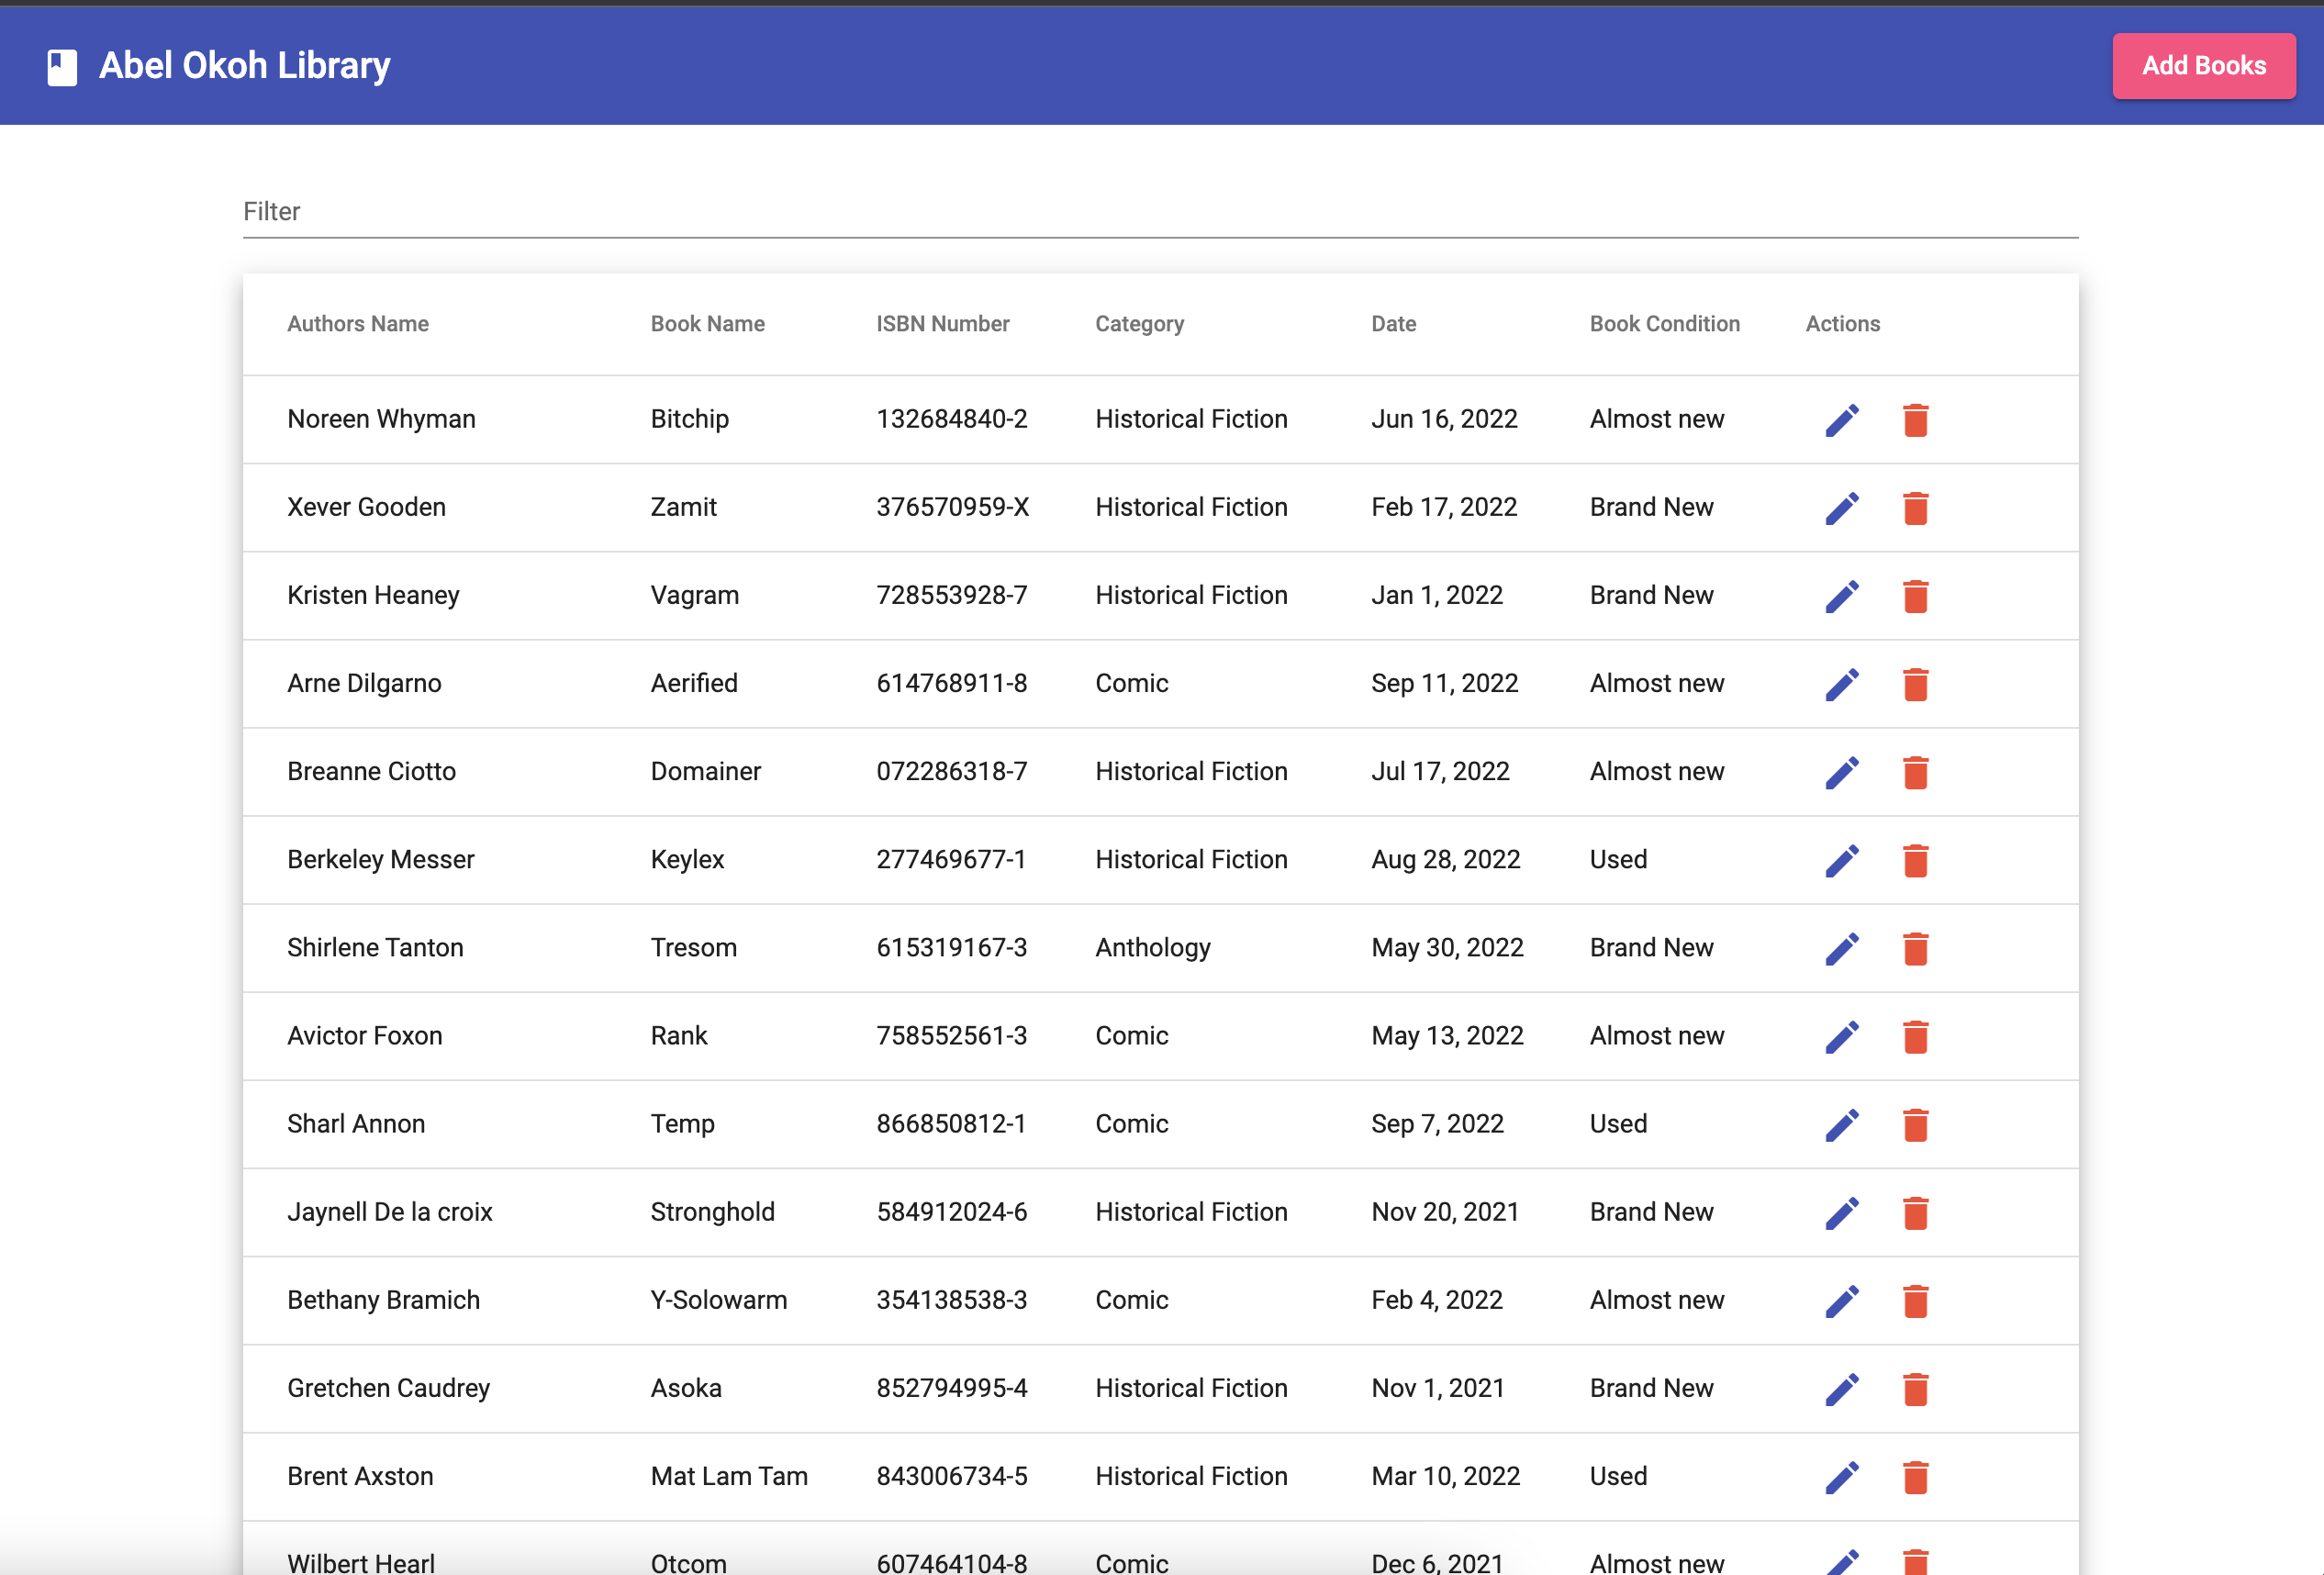 Abel Okoh Library Add Books
Filter
Authors Name Book Name ISBN Number Category Date Book Condition Actions
Noreen Whyman Bitchip 132684840-2 Historical Fiction Jun 16, 2022 Almost new
Xever Gooden Zamit 376570959-X Historical Fiction Feb 17, 2022 Brand New
Kristen Heaney Vagram 728553928-7 Historical Fiction Jan 1, 2022 Brand New
Arne Dilgarno Aerified 614768911-8 Comic Sep 11, 2022 Almost new
Breanne Ciotto Domainer 072286318-7 Historical Fiction Jul 17, 2022 Almost new
Berkeley Messer Keylex 277469677-1 Historical Fiction Aug 28, 2022 Used
Shirlene Tanton Tresom 615319167-3 Anthology May 30, 2022 Brand New
Avictor Foxon Rank 758552561-3 Comic May 13, 2022 Almost new
Sharl Annon Temp 866850812-1 Comic Sep 7, 2022 Used
Jaynell De la croix Stronghold 584912024-6 Historical Fiction Nov 20, 2021 Brand New
Bethany Bramich Y-Solowarm 354138538-3 Comic Feb 4, 2022 Almost new
Gretchen Caudrey Asoka 852794995-4 Historical Fiction Nov 1, 2021 Brand New
Brent Axston Mat Lam Tam 843006734-5 Historical Fiction Mar 10, 2022 Used
Wilbert Hearl Otcom 607464104-8 Comic Dec 6, 2021 Almost new